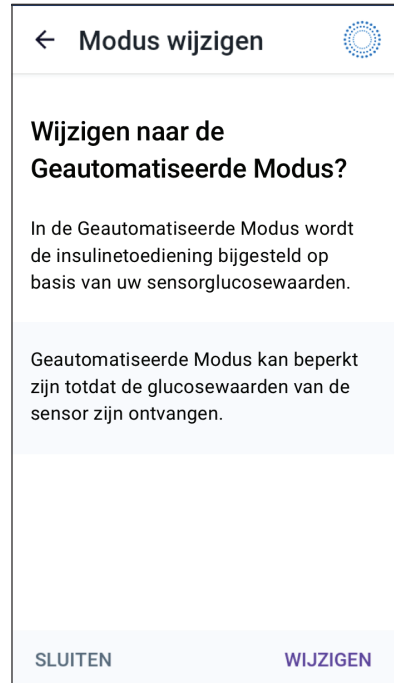 Modus wijzigen
Wijzigen naar de
Geautomatiseerde Modus?
In de Geautomatiseerde Modus wordt
de insulinetoediening bijgesteld op
basis van uw sensorglucosewaarden.
Geautomatiseerde Modus kan beperkt
zijn totdat de glucosewaarden van de
sensor zijn ontvangen.
SLUITEN
WIJZIGEN